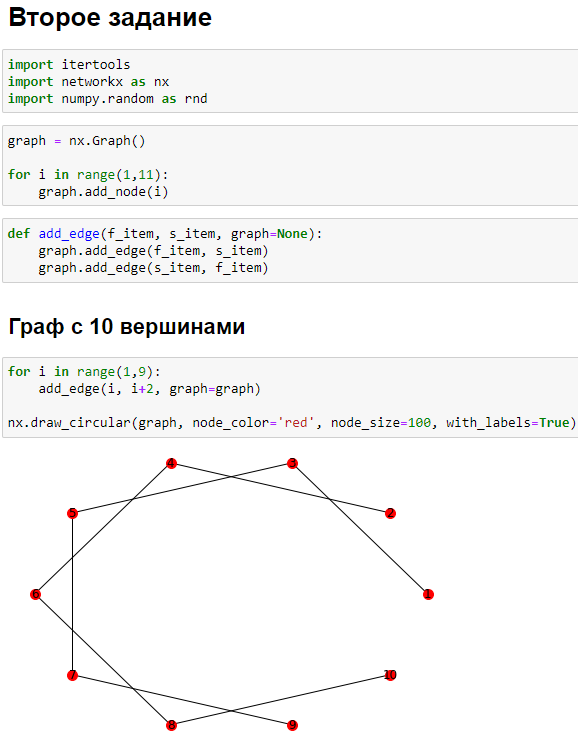 Второе задание
import itertools
import networkx as nx
import numpy.random as rnd
graph = nx.Graph()
for i in range(1,11):
    graph.add_node(i)
def add_edge(f_item, s_item, graph=None):
    graph.add_edge(f_item, s_item)
    graph.add_edge(s_item, f_item)
Граф с 10 вершинами
for i in range(1,9):
    add_edge(i, i+2, graph=graph)
nx.draw_circular(graph, node_color='red', node_size=100, with_labels=True)
4 3
5 2
6 1
7 10
8 9